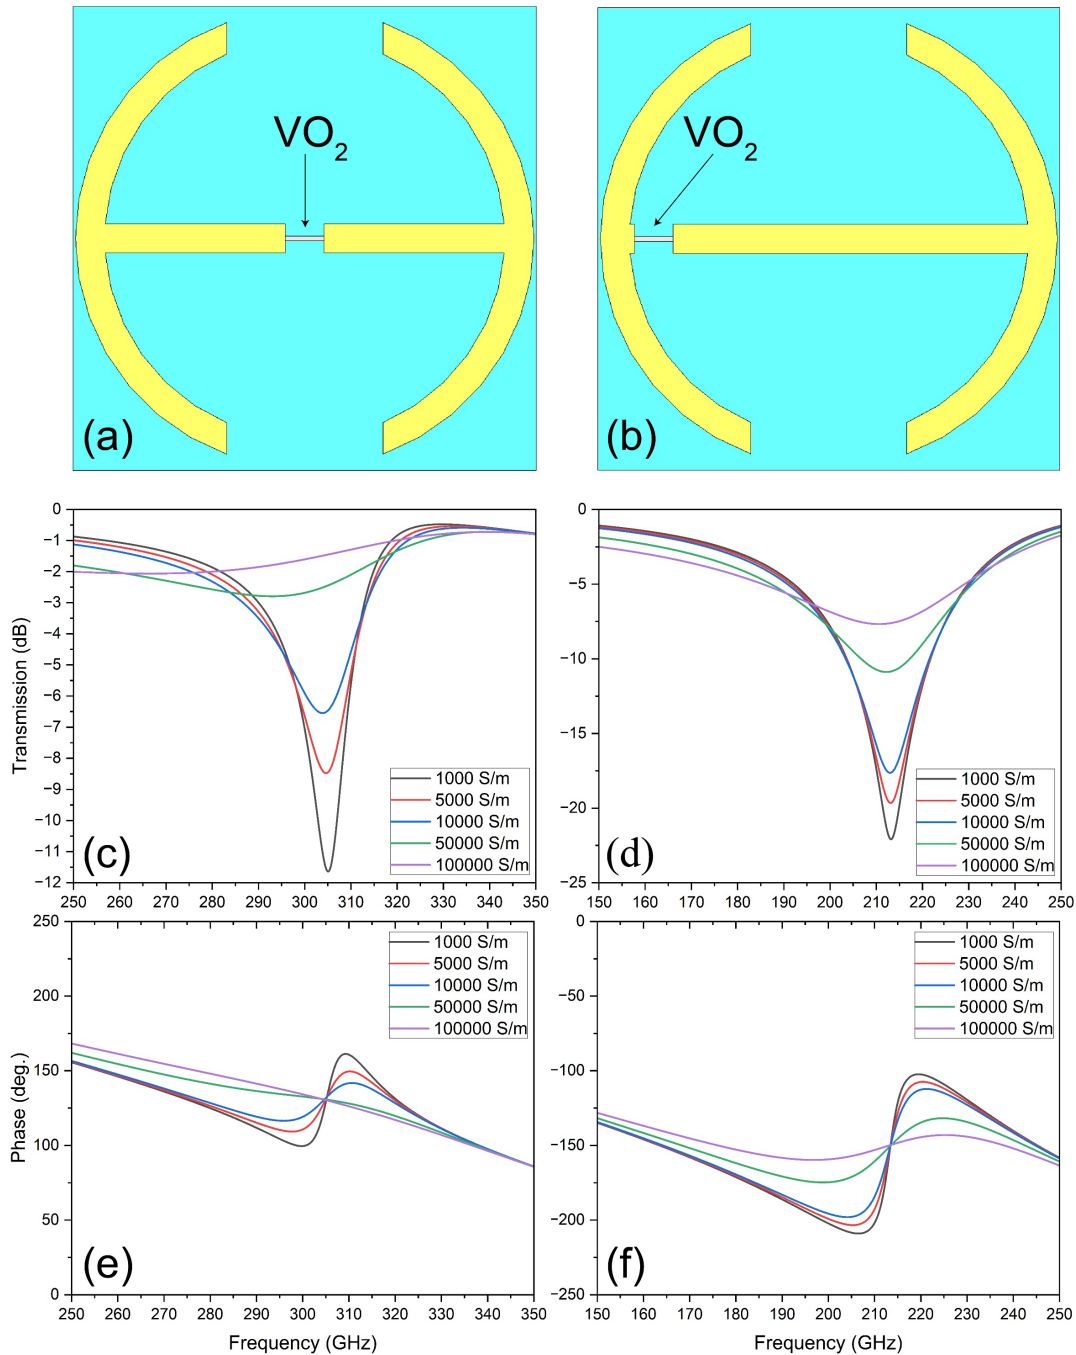 VO2
VO2
(a)
(b)
Transmission (dB)
0
−1
−2
−3
−4
−5
−6
−7
−8
−9
−10
−11
−12
1000 S/m
5000 S/m
10000 S/m
50000 S/m
100000 S/m
(c)
250 260 270 280 290 300 310 320 330 340 350
0
−5
−10
−15
−20
−25
1000 S/m
5000 S/m
10000 S/m
50000 S/m
100000 S/m
(d)
150 160 170 180 190 200 210 220 230 240 250
Phase (deg.)
250
200
150
100
50
0
1000 S/m
5000 S/m
10000 S/m
50000 S/m
100000 S/m
(e)
250 260 270 280 290 300 310 320 330 340 350
Frequency (GHz)
0
−50
−100
−150
−200
−250
1000 S/m
5000 S/m
10000 S/m
50000 S/m
100000 S/m
(f)
150 160 170 180 190 200 210 220 230 240 250
Frequency (GHz)